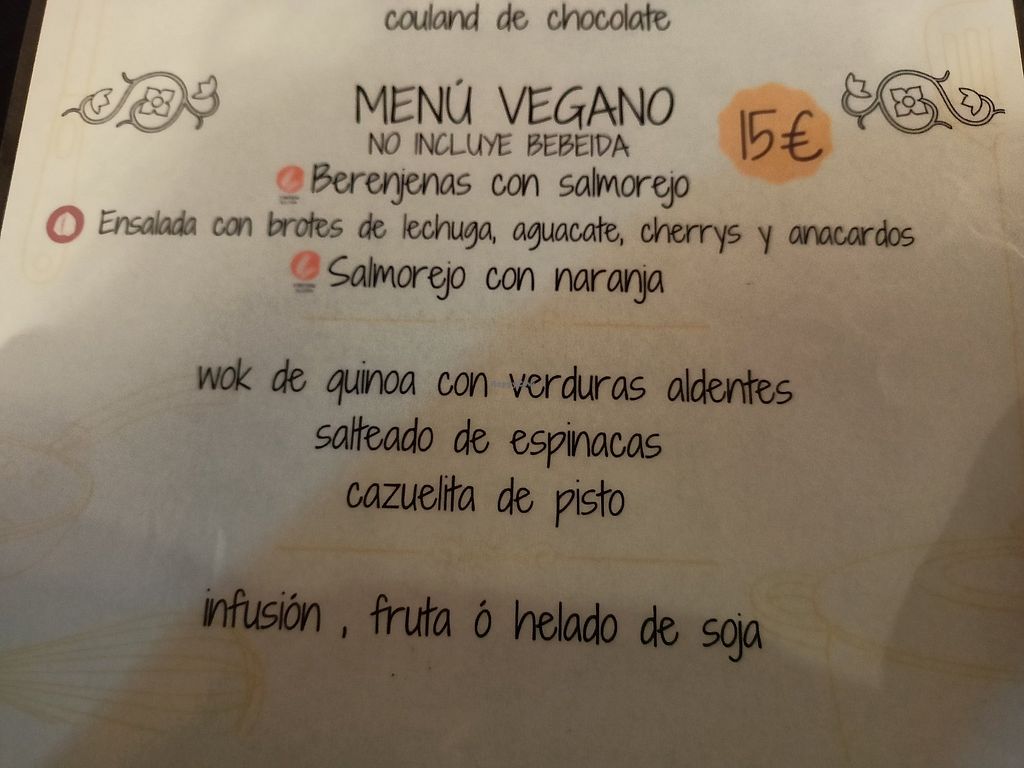 couland de chocolate
MENÚ VEGANO
15€
NO INCLUYE BEBEIDA
Berenjenas con salmorejo
Ensalada con brotes de lechuga, aguacate, cherrys y anacardos
Salmorejo con naranja
wok de quinoa con verduras aldentes
salteado de espinacas
cazuelita de pisto
infusión , fruta ó helado de soja